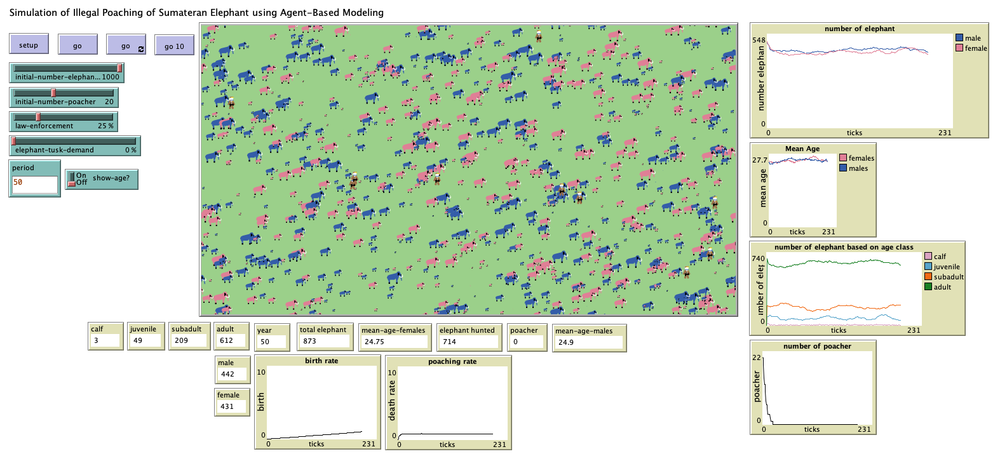 Simulation of Illegal Poaching of Sumateran Elephant using Agent-Based Modeling
setup
go
go
go 10
initial-number-elephan... 1000
initial-number-poacher 20
law-enforcement 25 %
elephant-tusk-demand 0 %
period
50
On
Off
show-age?
number of elephant
548
number elephan
0
0
ticks
231
male
female
Mean Age
27.7
mean age
0
0
ticks
231
females
males
number of elephant based on age class
740
mber of elep
0
0
ticks
231
calf
juvenile
subadult
adult
number of poacher
22
poacher
0
0
ticks
231
calf
3
juvenile
49
subadult
209
adult
612
year
50
total elephant
873
mean-age-females
24.75
elephant hunted
714
poacher
0
mean-age-males
24.9
male
442
female
431
birth rate
10
birth
0
0
ticks
231
poaching rate
10
death rate
0
0
ticks
231